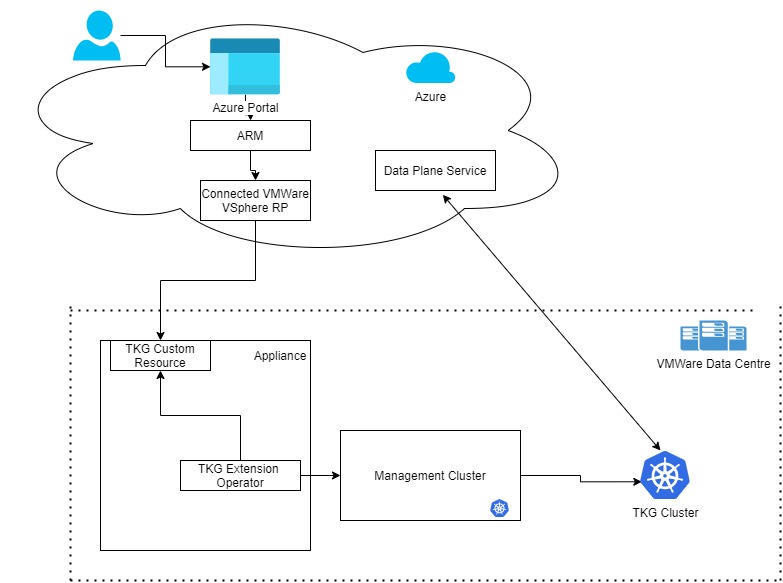 Azure Portal
Azure
ARM
Data Plane Service
Connected VMWare
VSphere RP
TKG Custom
Resource
Appliance
VMWare Data Centre
TKG Extension
Operator
Management Cluster
TKG Cluster